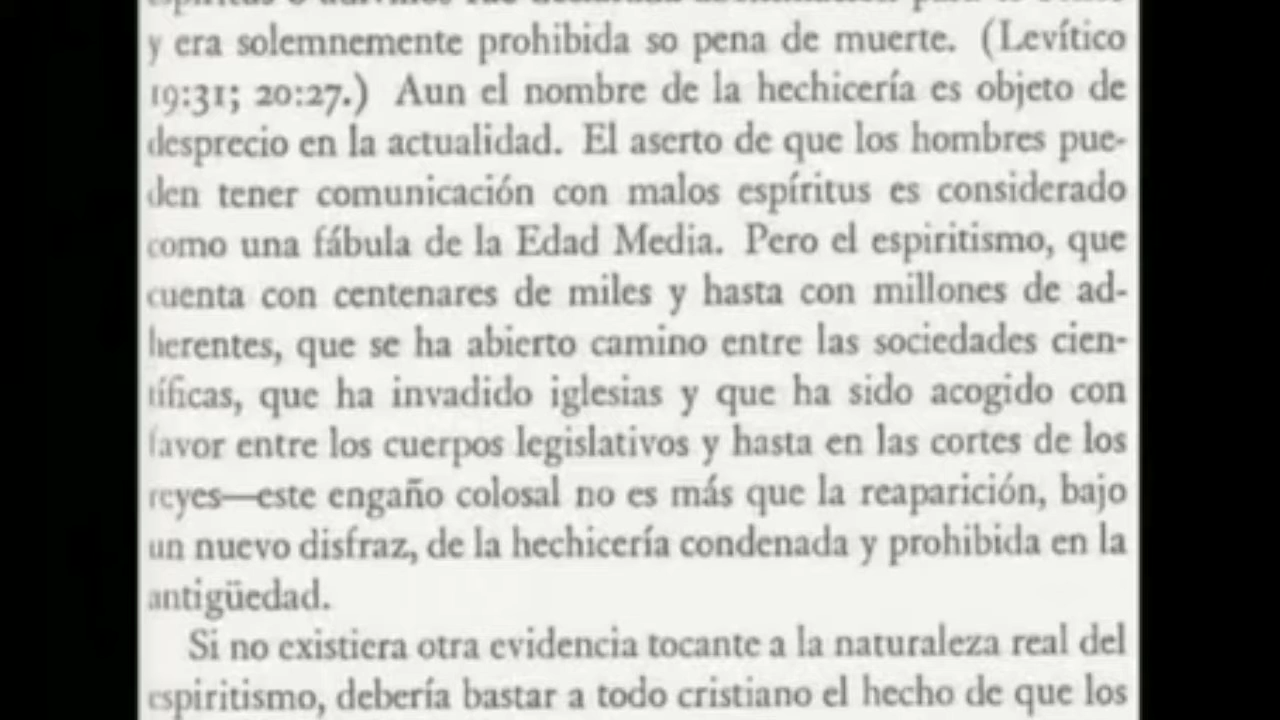 y era solemnemente prohibida so pena de muerte. (Levítico
19:31; 20:27.) Aun el nombre de la hechicería es objeto de
desprecio en la actualidad. El aserto de que los hombres pue-
den tener comunicación con malos espíritus es considerado
como una fábula de la Edad Media. Pero el espiritismo, que
cuenta con centenares de miles y hasta con millones de ad-
herentes, que se ha abierto camino entre las sociedades cien-
tíficas, que ha invadido iglesias y que ha sido acogido con
favor entre los cuerpos legislativos y hasta en las cortes de los
reyes—este engaño colosal no es más que la reaparición, bajo
un nuevo disfraz, de la hechicería condenada y prohibida en la
antigüedad.
Si no existiera otra evidencia tocante a la naturaleza real del
espiritismo, debería bastar a todo cristiano el hecho de que los